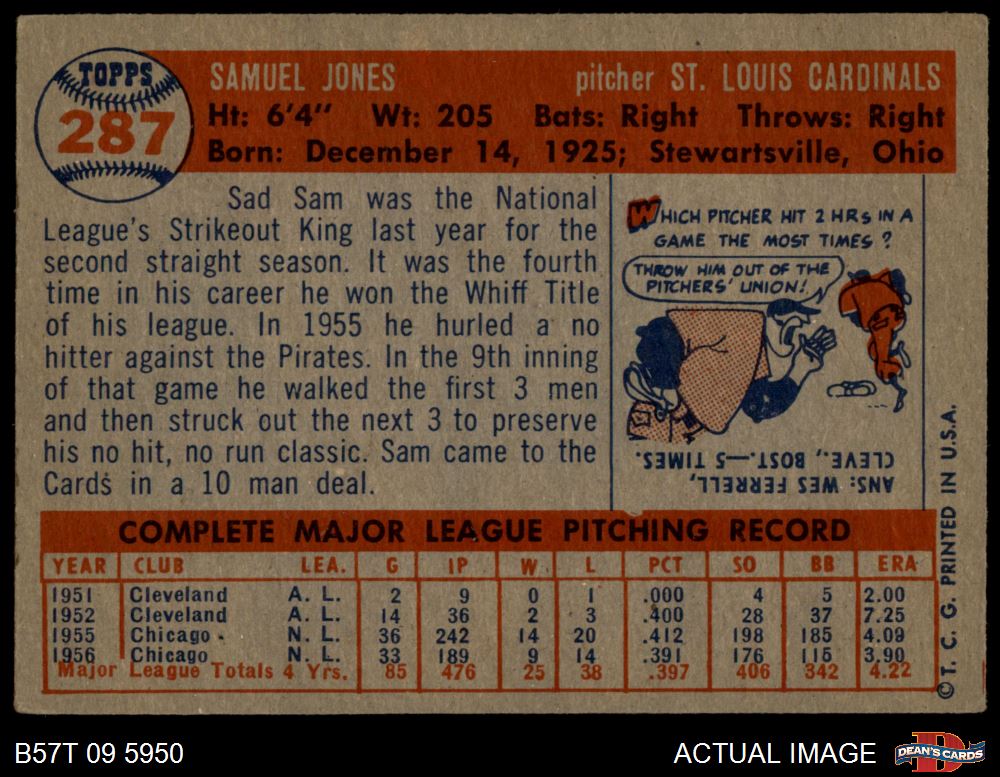 TOPPS
287
SAMUEL JONES pitcher ST. LOUIS CARDINALS
Ht: 6'4" Wt: 205 Bats: Right Throws: Right
Born: December 14, 1925; Stewartsville, Ohio
Sad Sam was the National
League's Strikeout King last year for the
second straight season. It was the fourth
time in his career he won the Whiff Title
of his league. In 1955 he hurled a no
hitter against the Pirates. In the 9th inning
of that game he walked the first 3 men
and then struck out the next 3 to preserve
his no hit, no run classic. Sam came to the
Cards in a 10 man deal.
WHICH PITCHER HIT 2 HRs IN A
GAME THE MOST TIMES?
THROW HIM OUT OF THE
PITCHERS' UNION!
ANS: WES FERRELL,
CLEVE., BOST.—5 TIMES.
COMPLETE MAJOR LEAGUE PITCHING RECORD
YEAR CLUB LEA. G IP W L PCT SO BB ERA
1951 Cleveland A. L. 2 9 0 1 .000 4 5 2.00
1952 Cleveland A. L. 14 36 2 3 .400 28 37 7.25
1955 Chicago N. L. 36 242 14 20 .412 198 185 4.09
1956 Chicago N. L. 33 189 9 14 .391 176 115 3.90
Major League Totals 4 Yrs. 85 476 25 38 .397 406 342 4.22
© T. C. G. PRINTED IN U.S.A.
B57T 09 5950 ACTUAL IMAGE
DEAN'S CARDS